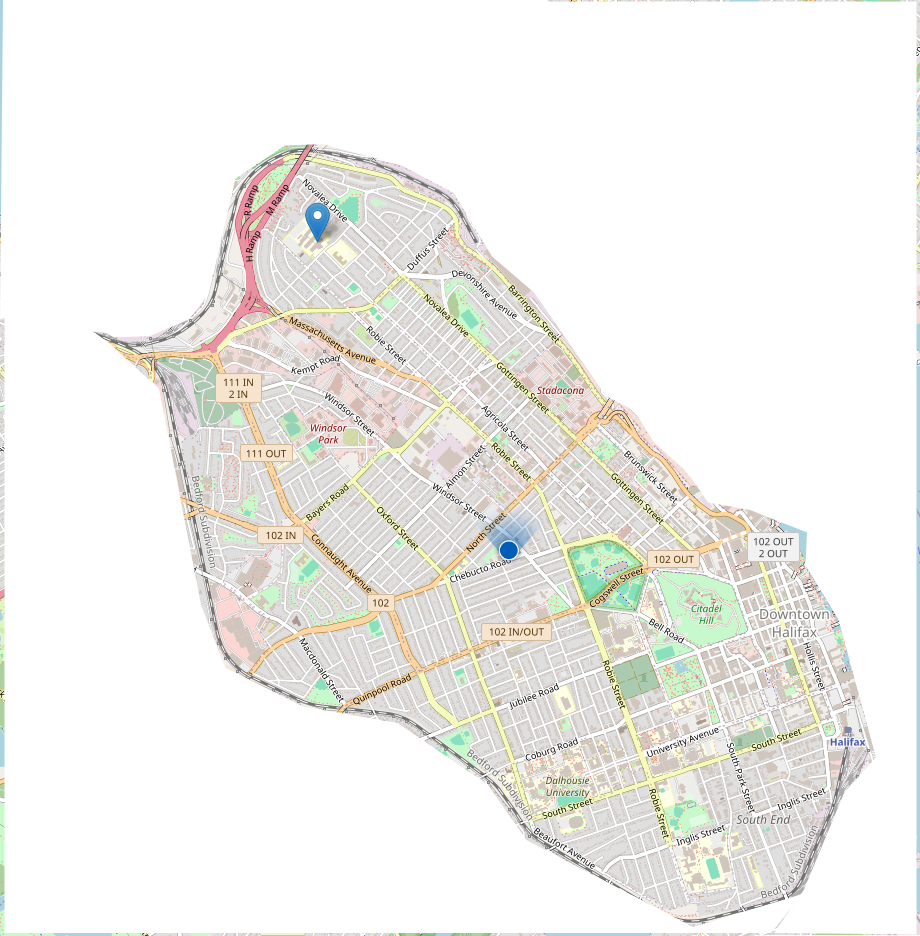 R Ramp
M Ramp
Novalea Drive
H Ramp
Duffus Street
Devonshire Avenue
Barrington Street
Novalea Drive
Massachusetts Avenue
Robie Street
Kempt Road
Gottingen Street
Stadacona
111 IN
2 IN
Windsor Street
Agricola Street
Windsor
Park
111 OUT
Robie Street
Almon Street
Brunswick Street
Bedford Subdivision
Bayers Road
Windsor Street
Gottingen Street
Oxford Street
North Street
102 IN
102 OUT
2 OUT
Connaught Avenue
Chebucto Road
102 OUT
Cogswell Street
102
Citadel
Hill
Downtown
Halifax
102 IN/OUT
Bell Road
Macdonald Street
Hollis Street
Quinpool Road
Jubilee Road
Robie Street
Coburg Road
University Avenue
South Street
Halifax
Bedford Subdivision
South Park Street
Dalhousie
University
South Street
Robie Street
Inglis Street
South End
Beaufort Avenue
Inglis Street
Bedford Subdivision